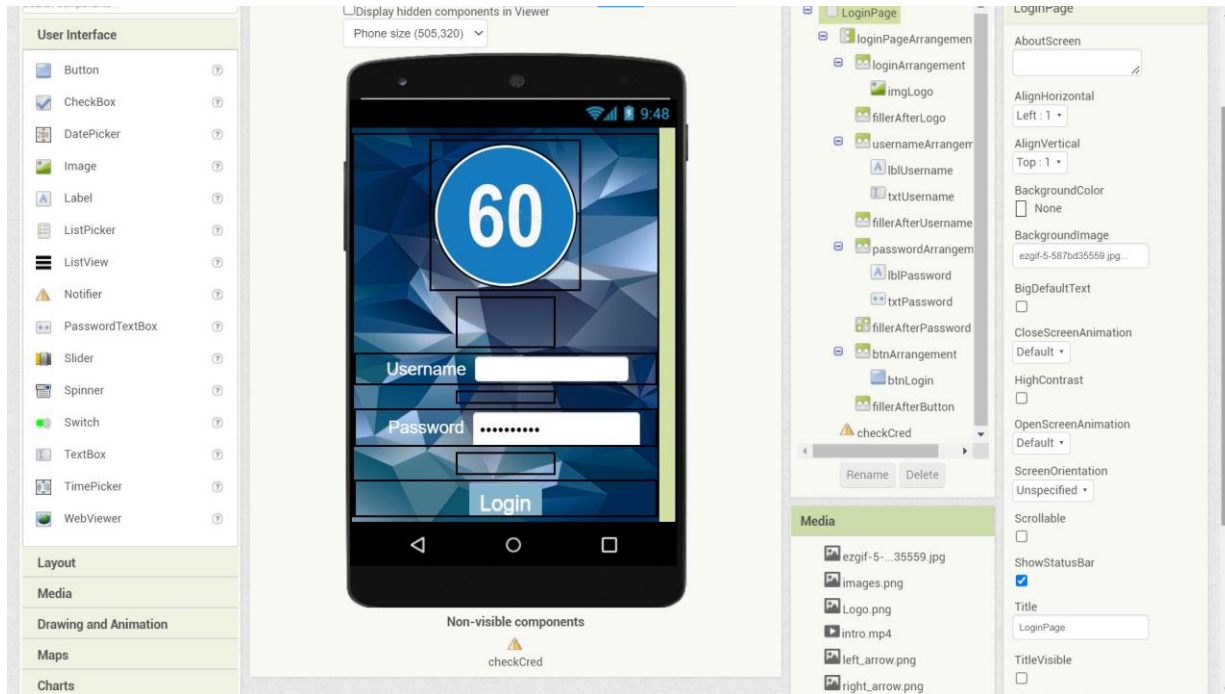 User Interface
Button
CheckBox
DatePicker
Image
Label
ListPicker
ListView
Notifier
PasswordTextBox
Slider
Spinner
Switch
TextBox
TimePicker
WebViewer
Layout
Media
Drawing and Animation
Maps
Charts
Display hidden components in Viewer
Phone size (505,320)
9:48
60
Username
Password
Login
Non-visible components
checkCred
LoginPage
loginPageArrangemen
loginArrangement
imgLogo
fillerAfterLogo
usernameArrangem
lblUsername
txtUsername
fillerAfterUsername
passwordArrangem
lblPassword
txtPassword
fillerAfterPassword
btnArrangement
btnLogin
fillerAfterButton
checkCred
Rename Delete
Media
ezgif-5-...35559.jpg
images.png
Logo.png
intro.mp4
left_arrow.png
right_arrow.png
LoginPage
AboutScreen
AlignHorizontal
Left : 1
AlignVertical
Top : 1
BackgroundColor
None
BackgroundImage
ezgif-5-587bd35559.jpg...
BigDefaultText
CloseScreenAnimation
Default
HighContrast
OpenScreenAnimation
Default
ScreenOrientation
Unspecified
Scrollable
ShowStatusBar
Title
LoginPage
TitleVisible